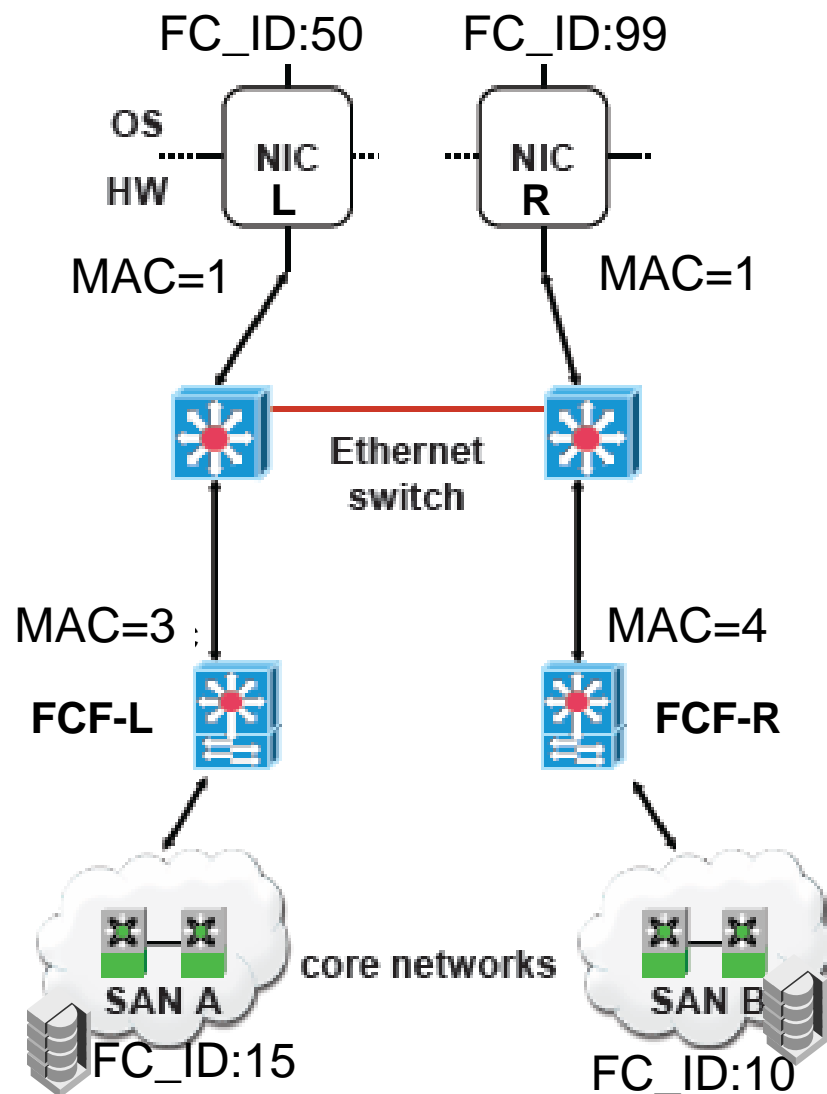 FC_ID:50 FC_ID:99
OS
HW
NIC
L
NIC
R
MAC=1 MAC=1
Ethernet
switch
MAC=3 : MAC=4
FCF-L FCF-R
core networks
SAN A SAN B
FC_ID:15 FC_ID:10